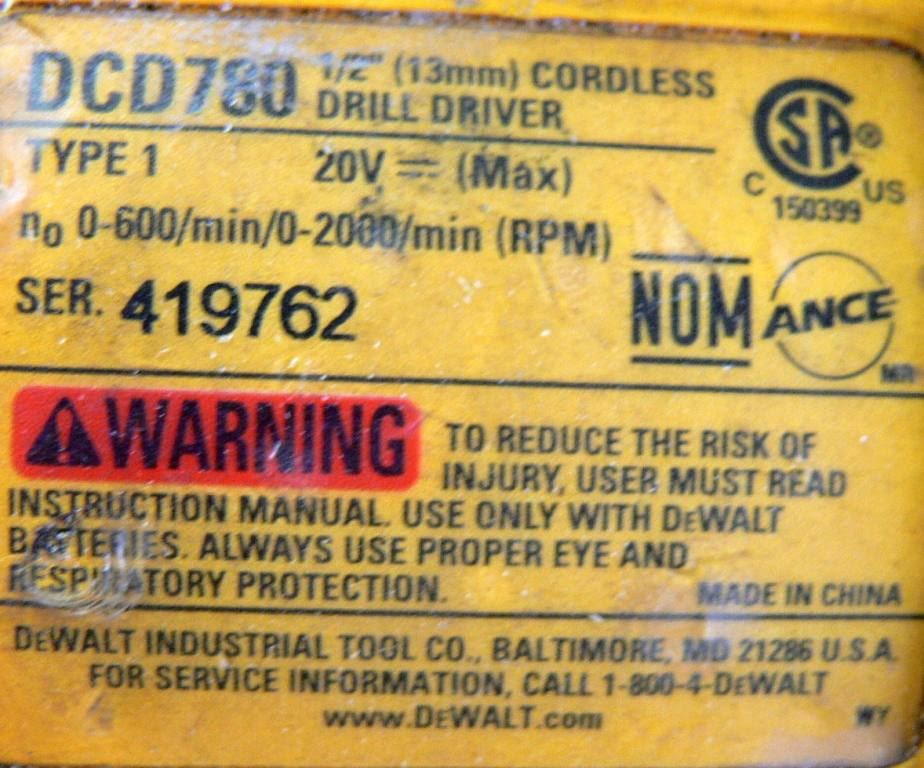 DCD780 1/2" (13mm) CORDLESS
DRILL DRIVER
TYPE 1 20V ⎓ (Max)
n₀ 0-600/min/0-2000/min (RPM)
SER. 419762
CSA®
C US
150399
NOM ANCE
MR
WARNING TO REDUCE THE RISK OF
INJURY, USER MUST READ
INSTRUCTION MANUAL. USE ONLY WITH DEWALT
BATTERIES. ALWAYS USE PROPER EYE AND
RESPIRATORY PROTECTION.
MADE IN CHINA
DEWALT INDUSTRIAL TOOL CO., BALTIMORE, MD 21286 U.S.A.
FOR SERVICE INFORMATION, CALL 1-800-4-DEWALT
www.DEWALT.com
WY